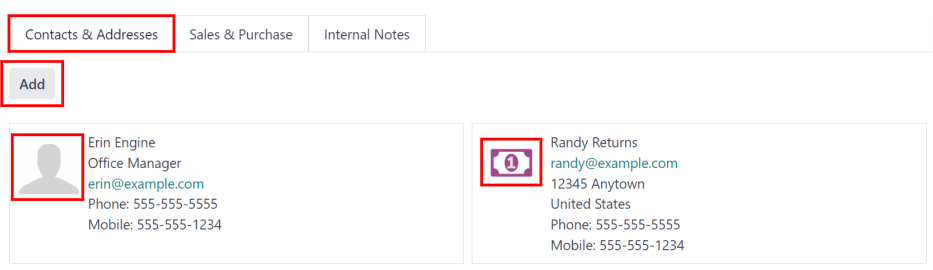 Contacts & Addresses Sales & Purchase Internal Notes
Add
Erin Engine
Office Manager
erin@example.com
Phone: 555-555-5555
Mobile: 555-555-1234
1
Randy Returns
randy@example.com
12345 Anytown
United States
Phone: 555-555-5555
Mobile: 555-555-1234